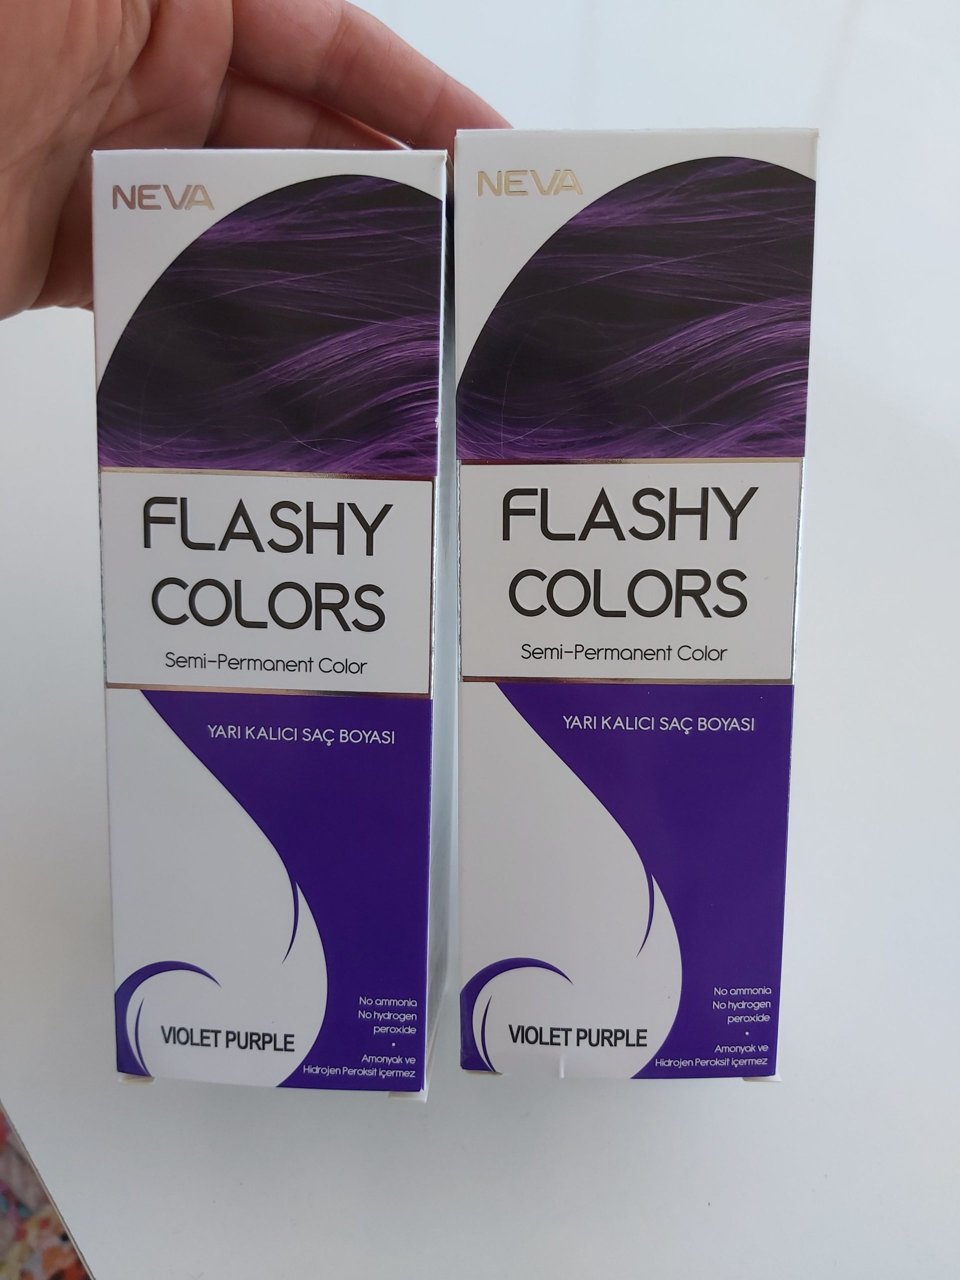 NEVA
FLASHY
COLORS
Semi-Permanent Color
YARI KALICI SAÇ BOYASI
No ammonia
No hydrogen
peroxide
•
Amonyak ve
Hidrojen Peroksit içermez
VIOLET PURPLE
NEVA
FLASHY
COLORS
Semi-Permanent Color
YARI KALICI SAÇ BOYASI
No ammonia
No hydrogen
peroxide
•
Amonyak ve
Hidrojen Peroksit içermez
VIOLET PURPLE